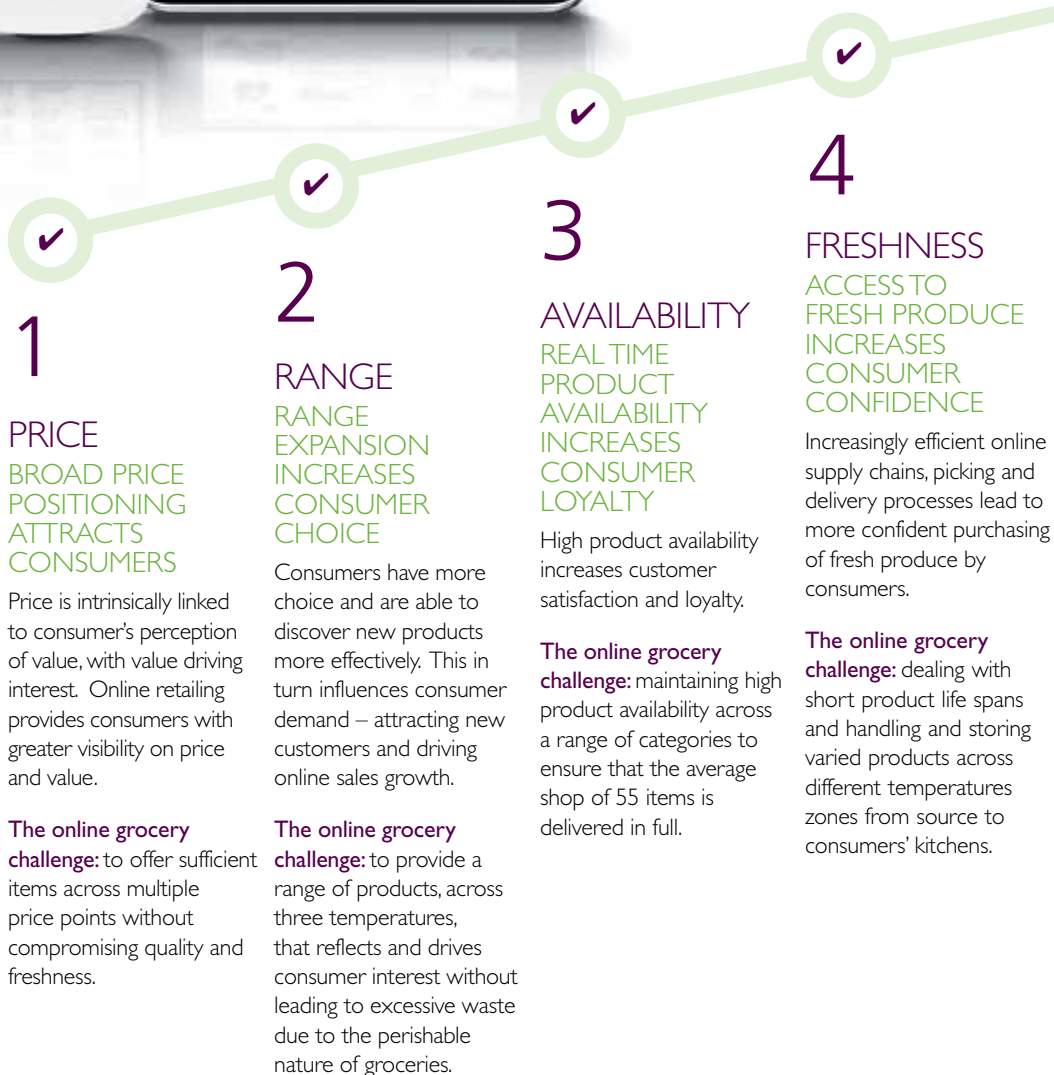 1
PRICE
BROAD PRICE
POSITIONING
ATTRACTS
CONSUMERS
Price is intrinsically linked
to consumer’s perception
of value, with value driving
interest.  Online retailing
provides consumers with
greater visibility on price
and value.
The online grocery
challenge: to offer sufficient
items across multiple
price points without
compromising quality and
freshness.
2
RANGE
RANGE
EXPANSION
INCREASES
CONSUMER
CHOICE
Consumers have more
choice and are able to
discover new products
more effectively.  This in
turn influences consumer
demand – attracting new
customers and driving
online sales growth.
The online grocery
challenge: to provide a
range of products, across
three temperatures,
that reflects and drives
consumer interest without
leading to excessive waste
due to the perishable
nature of groceries.
3
AVAILABILITY
REAL TIME
PRODUCT
AVAILABILITY
INCREASES
CONSUMER
LOYALTY
High product availability
increases customer
satisfaction and loyalty.
The online grocery
challenge: maintaining high
product availability across
a range of categories to
ensure that the average
shop of 55 items is
delivered in full.
4
FRESHNESS
ACCESS TO
FRESH PRODUCE
INCREASES
CONSUMER
CONFIDENCE
Increasingly efficient online
supply chains, picking and
delivery processes lead to
more confident purchasing
of fresh produce by
consumers.
The online grocery
challenge: dealing with
short product life spans
and handling and storing
varied products across
different temperatures
zones from source to
consumers’ kitchens.